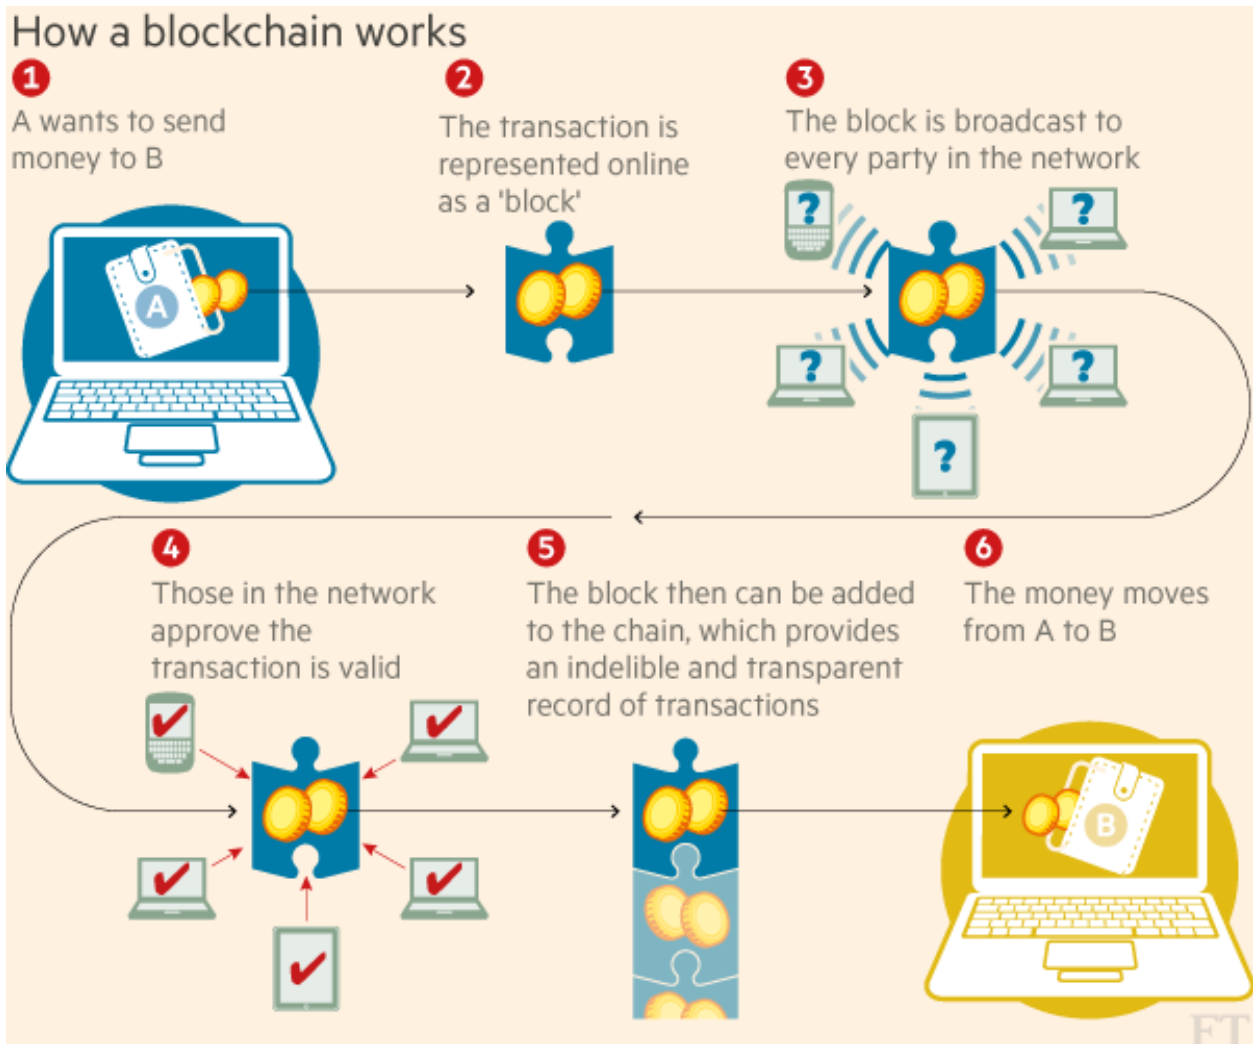 How a blockchain works
1
A wants to send
money to B
2
The transaction is
represented online
as a 'block'
3
The block is broadcast to
every party in the network
A
?
?
?
?
?
4
Those in the network
approve the
transaction is valid
5
The block then can be added
to the chain, which provides
an indelible and transparent
record of transactions
6
The money moves
from A to B
B
FT